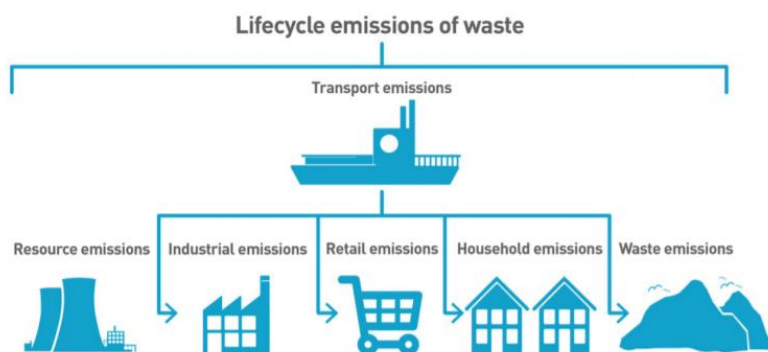 Lifecycle emissions of waste
Transport emissions
Resource emissions
Industrial emissions
Retail emissions
Household emissions
Waste emissions